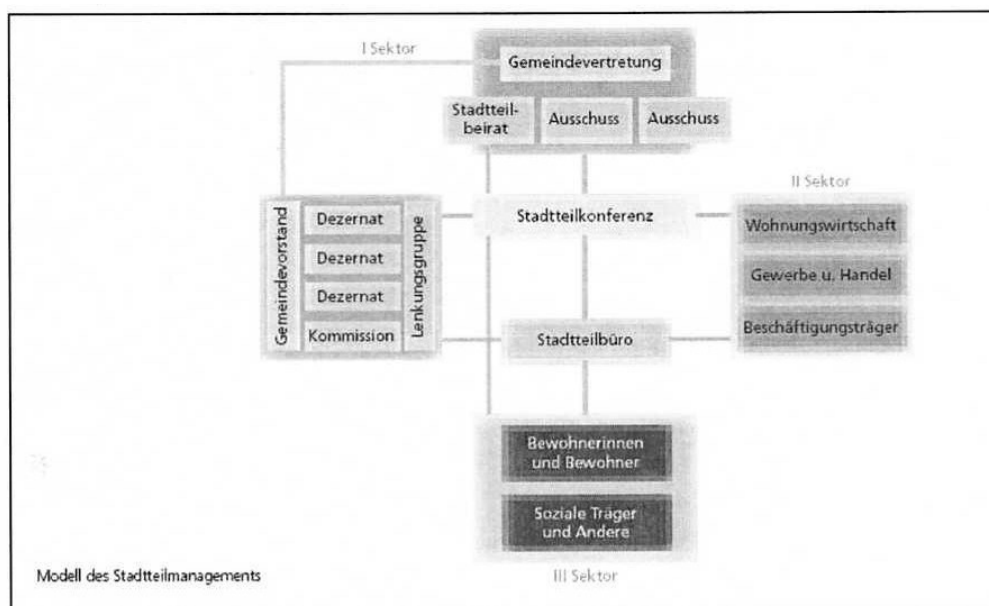 I Sektor
Gemeindevertretung
Stadtteil-
beirat
Ausschuss
Ausschuss
II Sektor
Gemeindevorstand
Dezernat
Dezernat
Dezernat
Kommission
Lenkungsgruppe
Stadtteilkonferenz
Stadtteilbüro
Wohnungswirtschaft
Gewerbe u. Handel
Beschäftigungsträger
Bewohnerinnen
und Bewohner
Soziale Träger
und Andere
III Sektor
Modell des Stadtteilmanagements